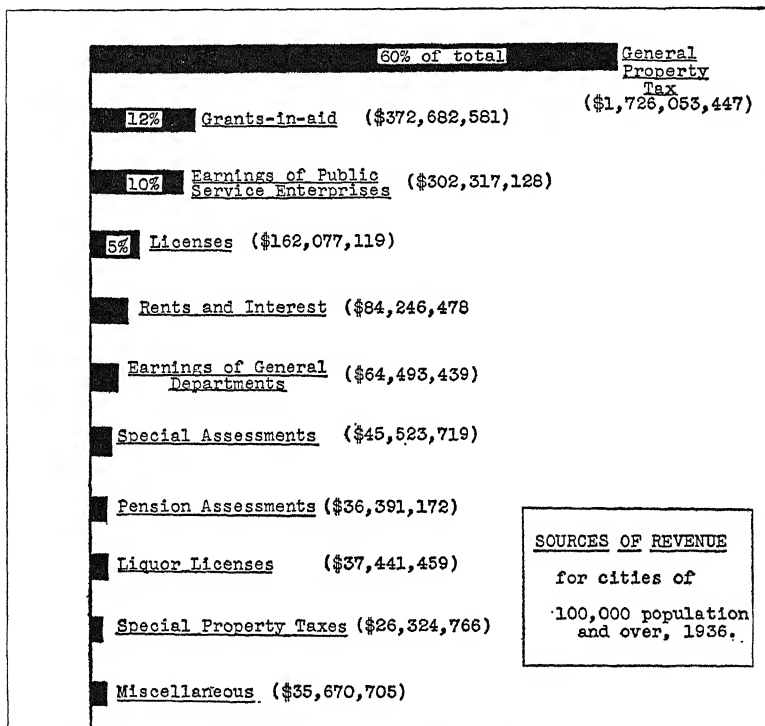 60% of total General
Property
Tax
($1,726,053,447)
12% Grants-in-aid ($372,682,581)
10% Earnings of Public
Service Enterprises ($302,317,128)
5% Licenses ($162,077,119)
Rents and Interest ($84,246,478
Earnings of General
Departments ($64,493,439)
Special Assessments ($45,523,719)
Pension Assessments ($36,391,172)
Liquor Licenses ($37,441,459)
Special Property Taxes ($26,324,766)
Miscellaneous ($35,670,705)
SOURCES OF REVENUE
for cities of
100,000 population
and over, 1936.